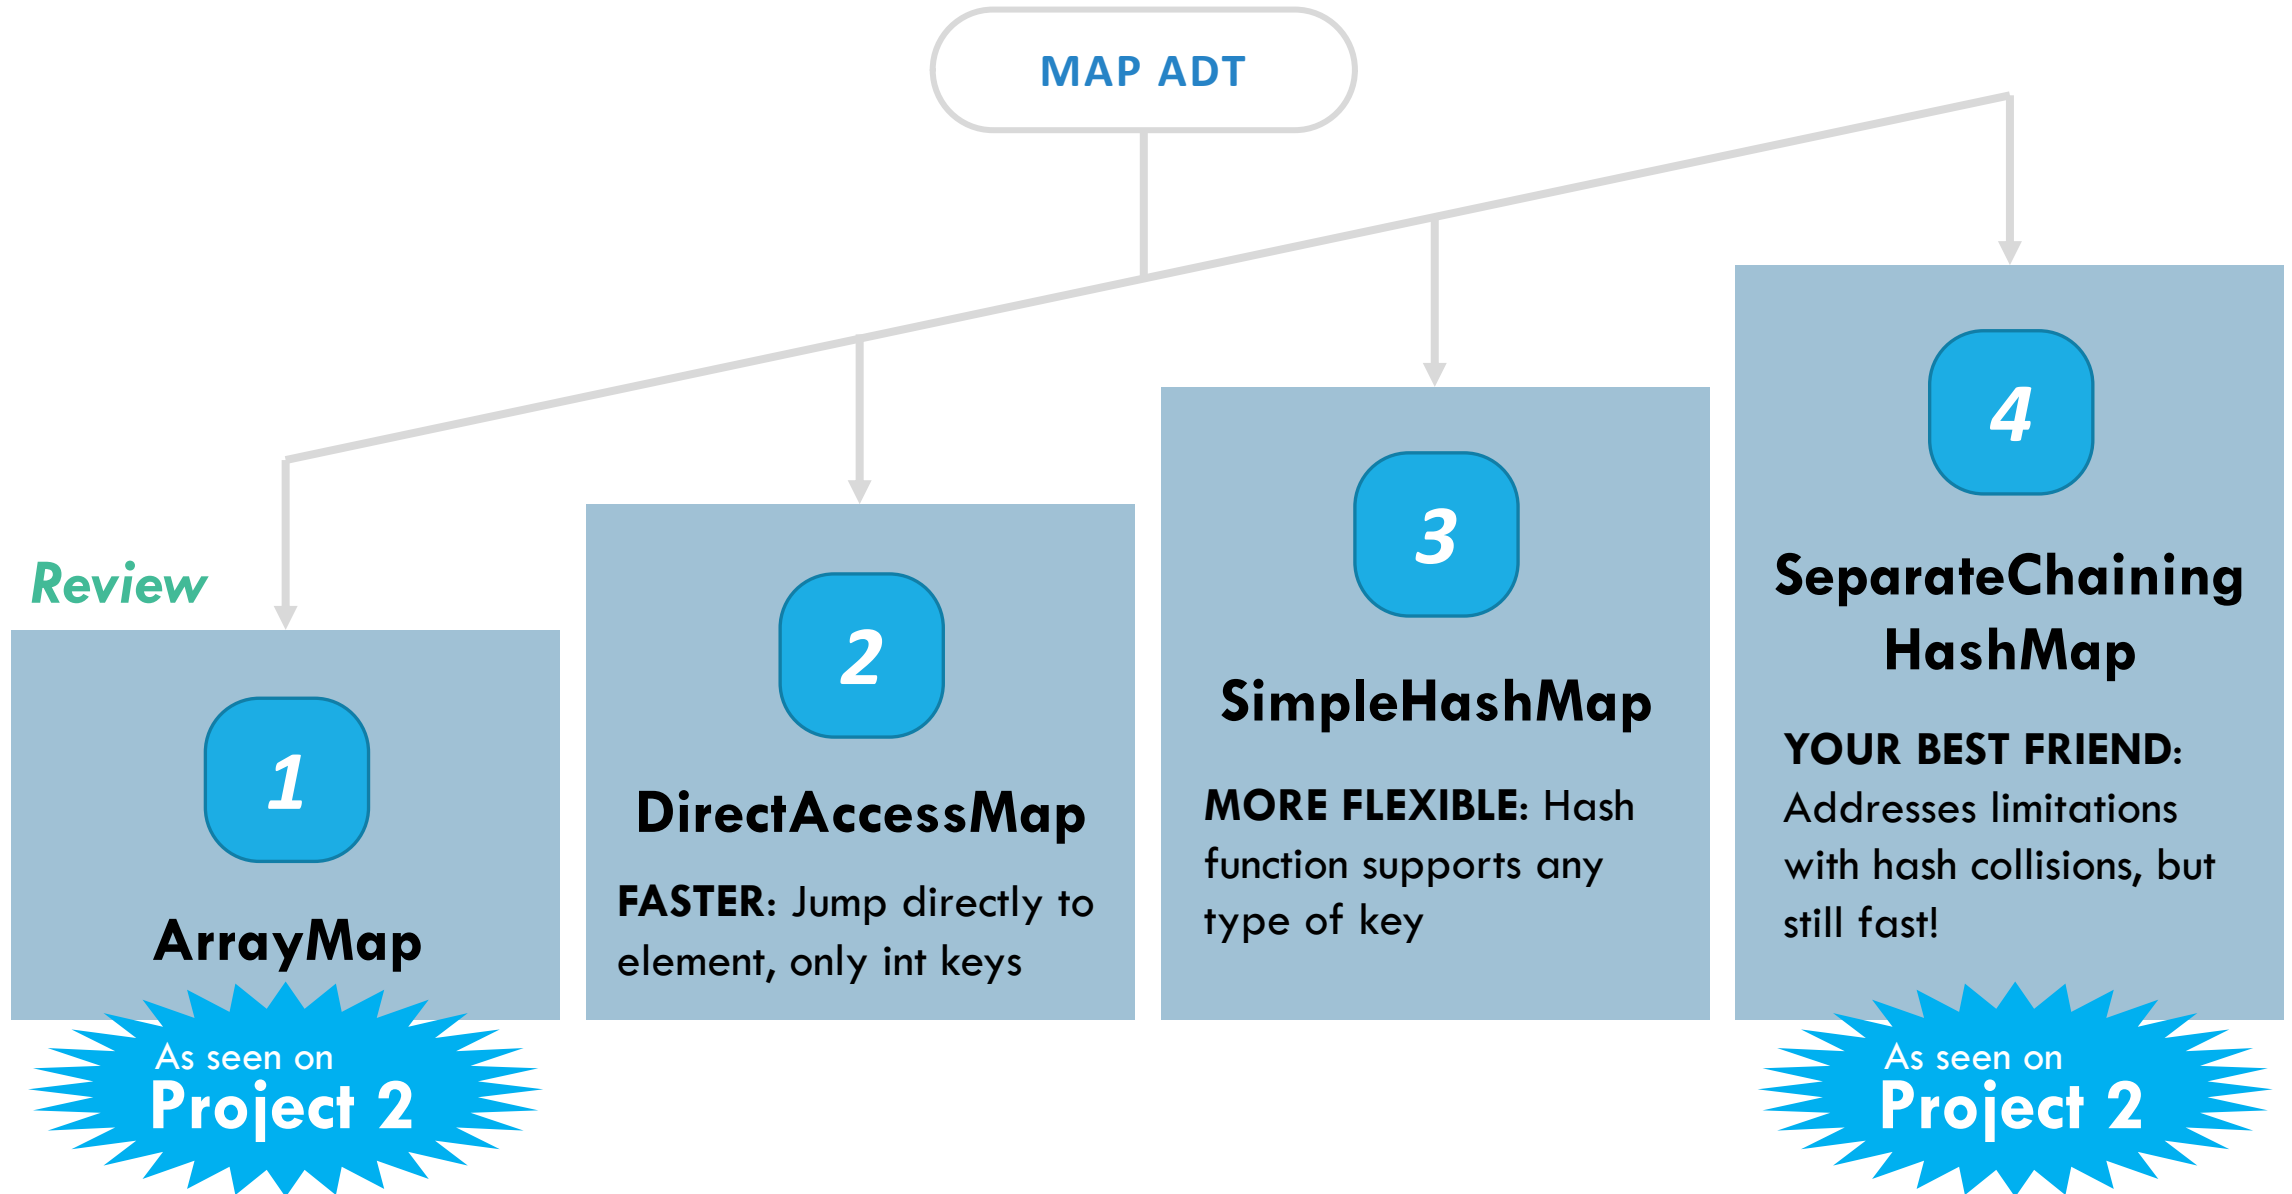 MAP ADT
Review
1
ArrayMap
As seen on
Project 2
2
DirectAccessMap
FASTER: Jump directly to
element, only int keys
3
SimpleHashMap
MORE FLEXIBLE: Hash
function supports any
type of key
4
SeparateChaining
HashMap
YOUR BEST FRIEND:
Addresses limitations
with hash collisions, but
still fast!
As seen on
Project 2